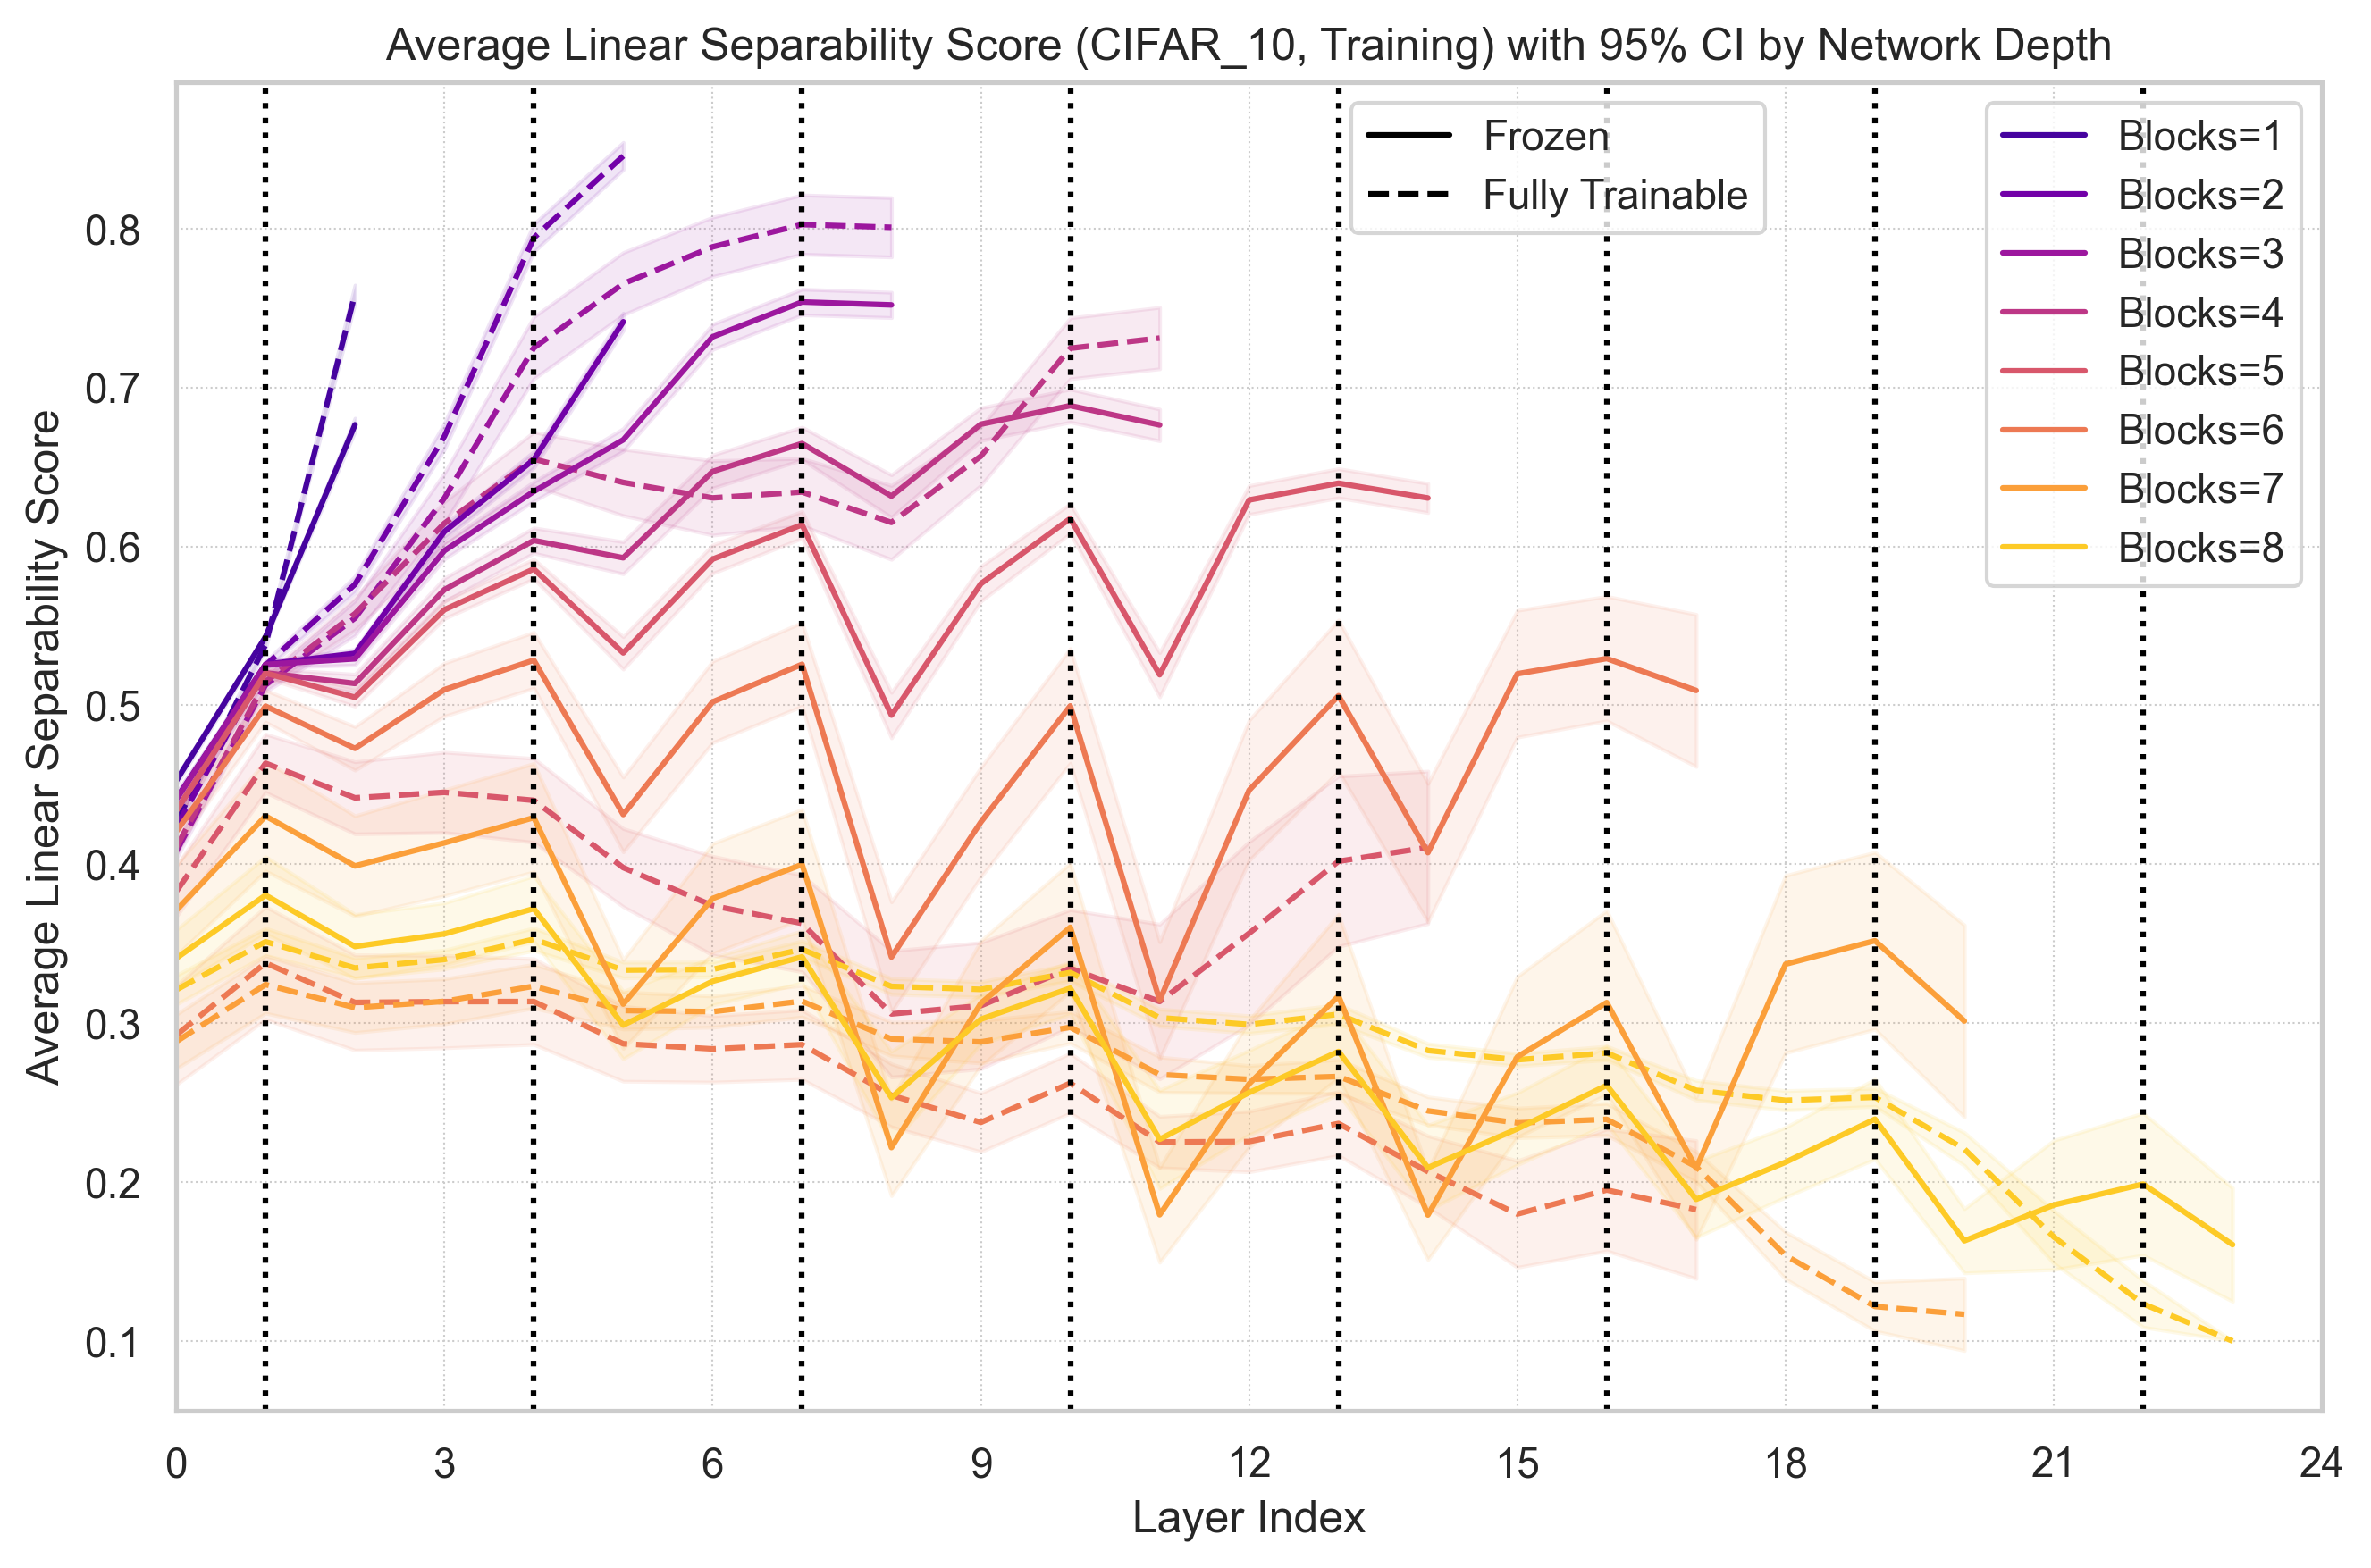 Average Linear Separability Score (CIFAR_10, Training) with 95% CI by Network Depth
Frozen
Fully Trainable
Blocks=1
Blocks=2
Blocks=3
Blocks=4
Blocks=5
Blocks=6
Blocks=7
Blocks=8
Average Linear Separability Score
0.8
0.7
0.6
0.5
0.4
0.3
0.2
0.1
0 3 6 9 12 15 18 21 24
Layer Index